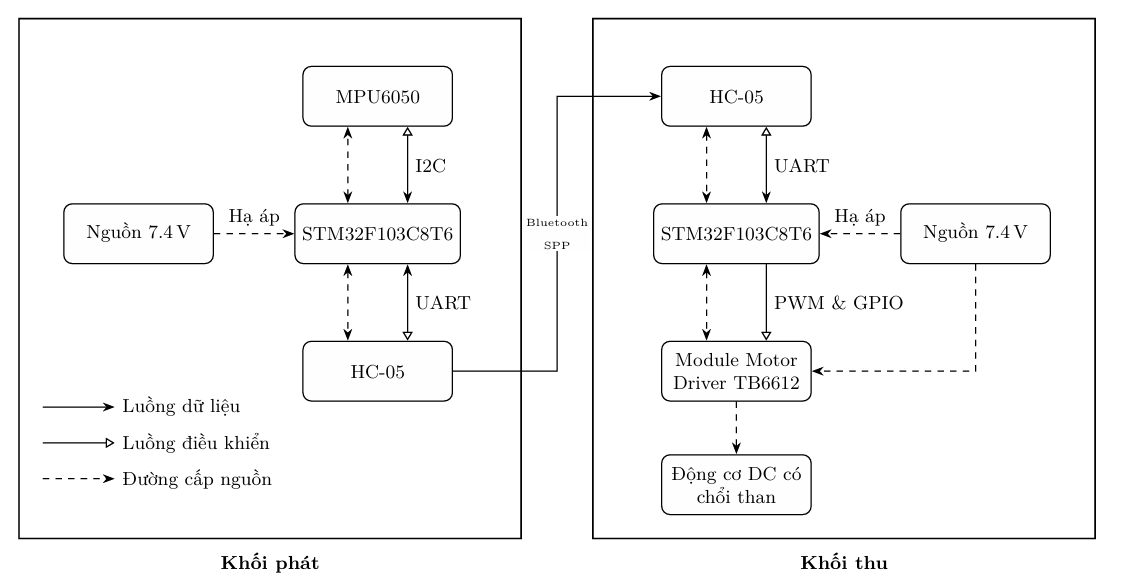 MPU6050
I2C
Nguồn 7.4 V
Hạ áp
STM32F103C8T6
UART
HC-05
Luồng dữ liệu
Luồng điều khiển
Đường cấp nguồn
Khối phát
Bluetooth
SPP
HC-05
UART
STM32F103C8T6
Hạ áp
Nguồn 7.4 V
PWM & GPIO
Module Motor
Driver TB6612
Động cơ DC có
chổi than
Khối thu